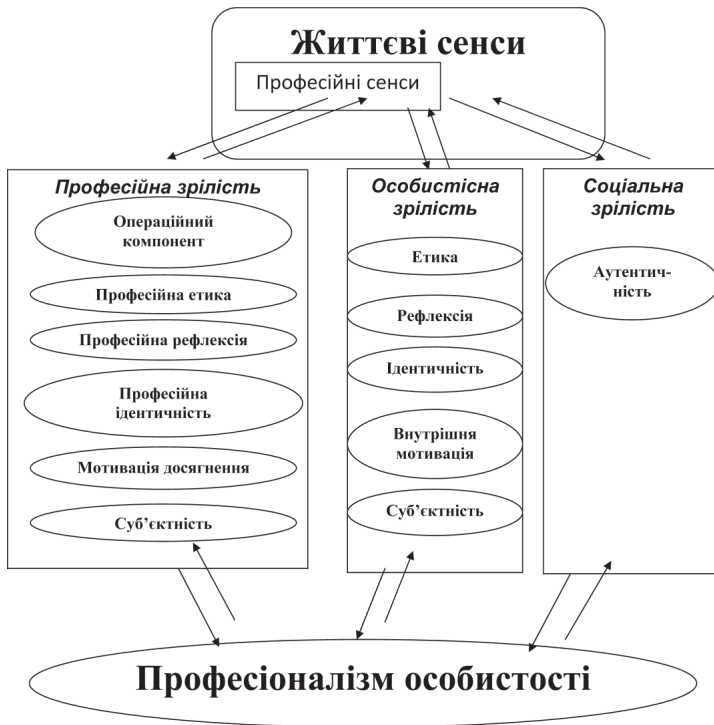 Життєві сенси
Професійні сенси
Професійна зрілість
Операційний
компонент
Професійна етика
Професійна рефлексія
Професійна
ідентичність
Мотивація досягнення
Суб’єктність
Особистісна
зрілість
Етика
Рефлексія
Ідентичність
Внутрішня
мотивація
Суб’єктність
Соціальна
зрілість
Аутентич-
ність
Професіоналізм особистості